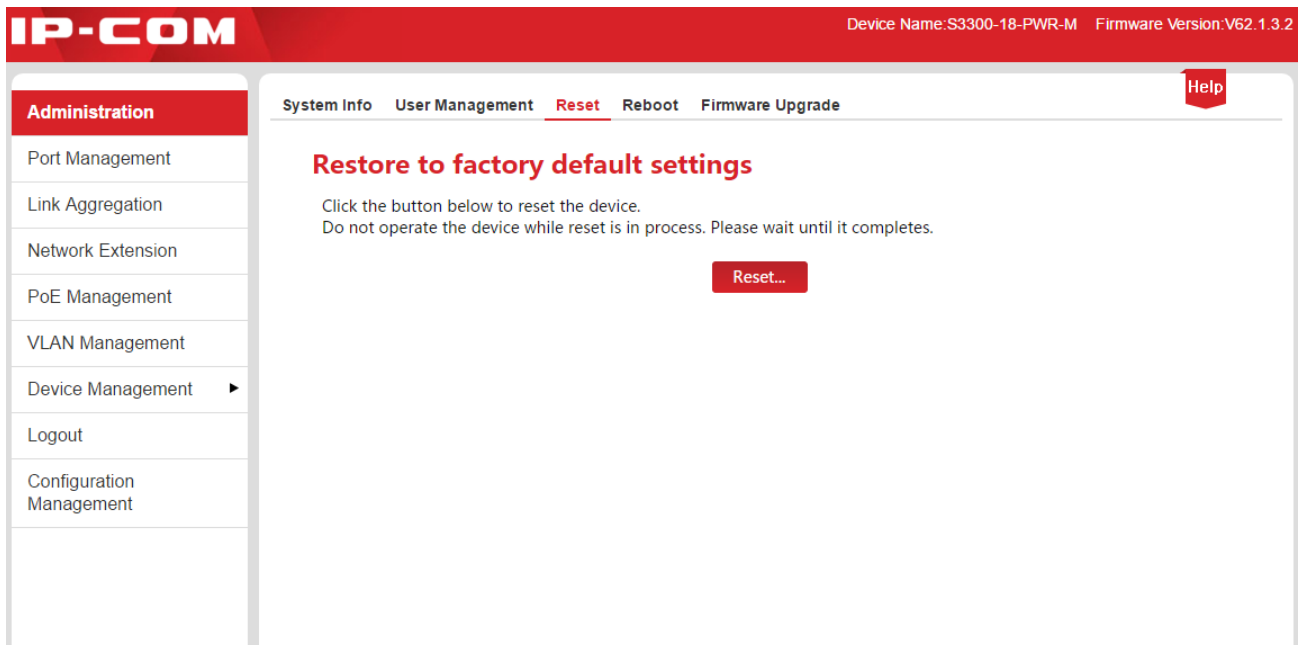 IP-COM
Device Name:S3300-18-PWR-M Firmware Version:V62.1.3.2
Help
Administration
Port Management
Link Aggregation
Network Extension
PoE Management
VLAN Management
Device Management
Logout
Configuration
Management
System Info User Management Reset Reboot Firmware Upgrade
Restore to factory default settings
Click the button below to reset the device.
Do not operate the device while reset is in process. Please wait until it completes.
Reset...